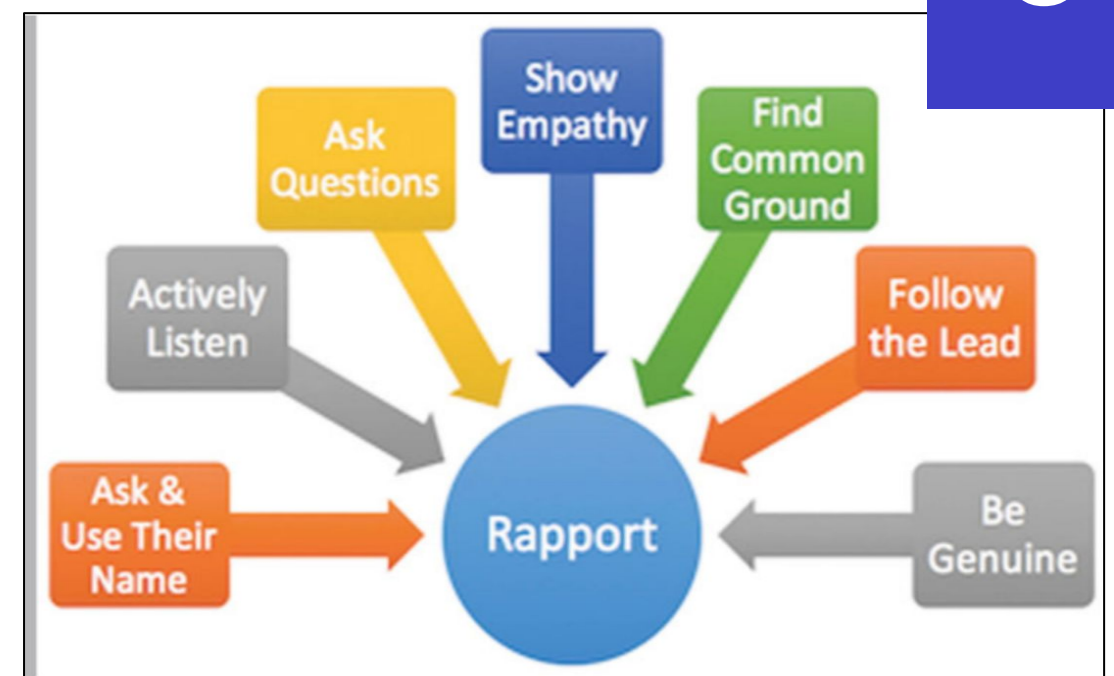 Show
Empathy
Ask
Questions
Find
Common
Ground
Actively
Listen
Follow
the Lead
Ask &
Use Their
Name
Rapport
Be
Genuine